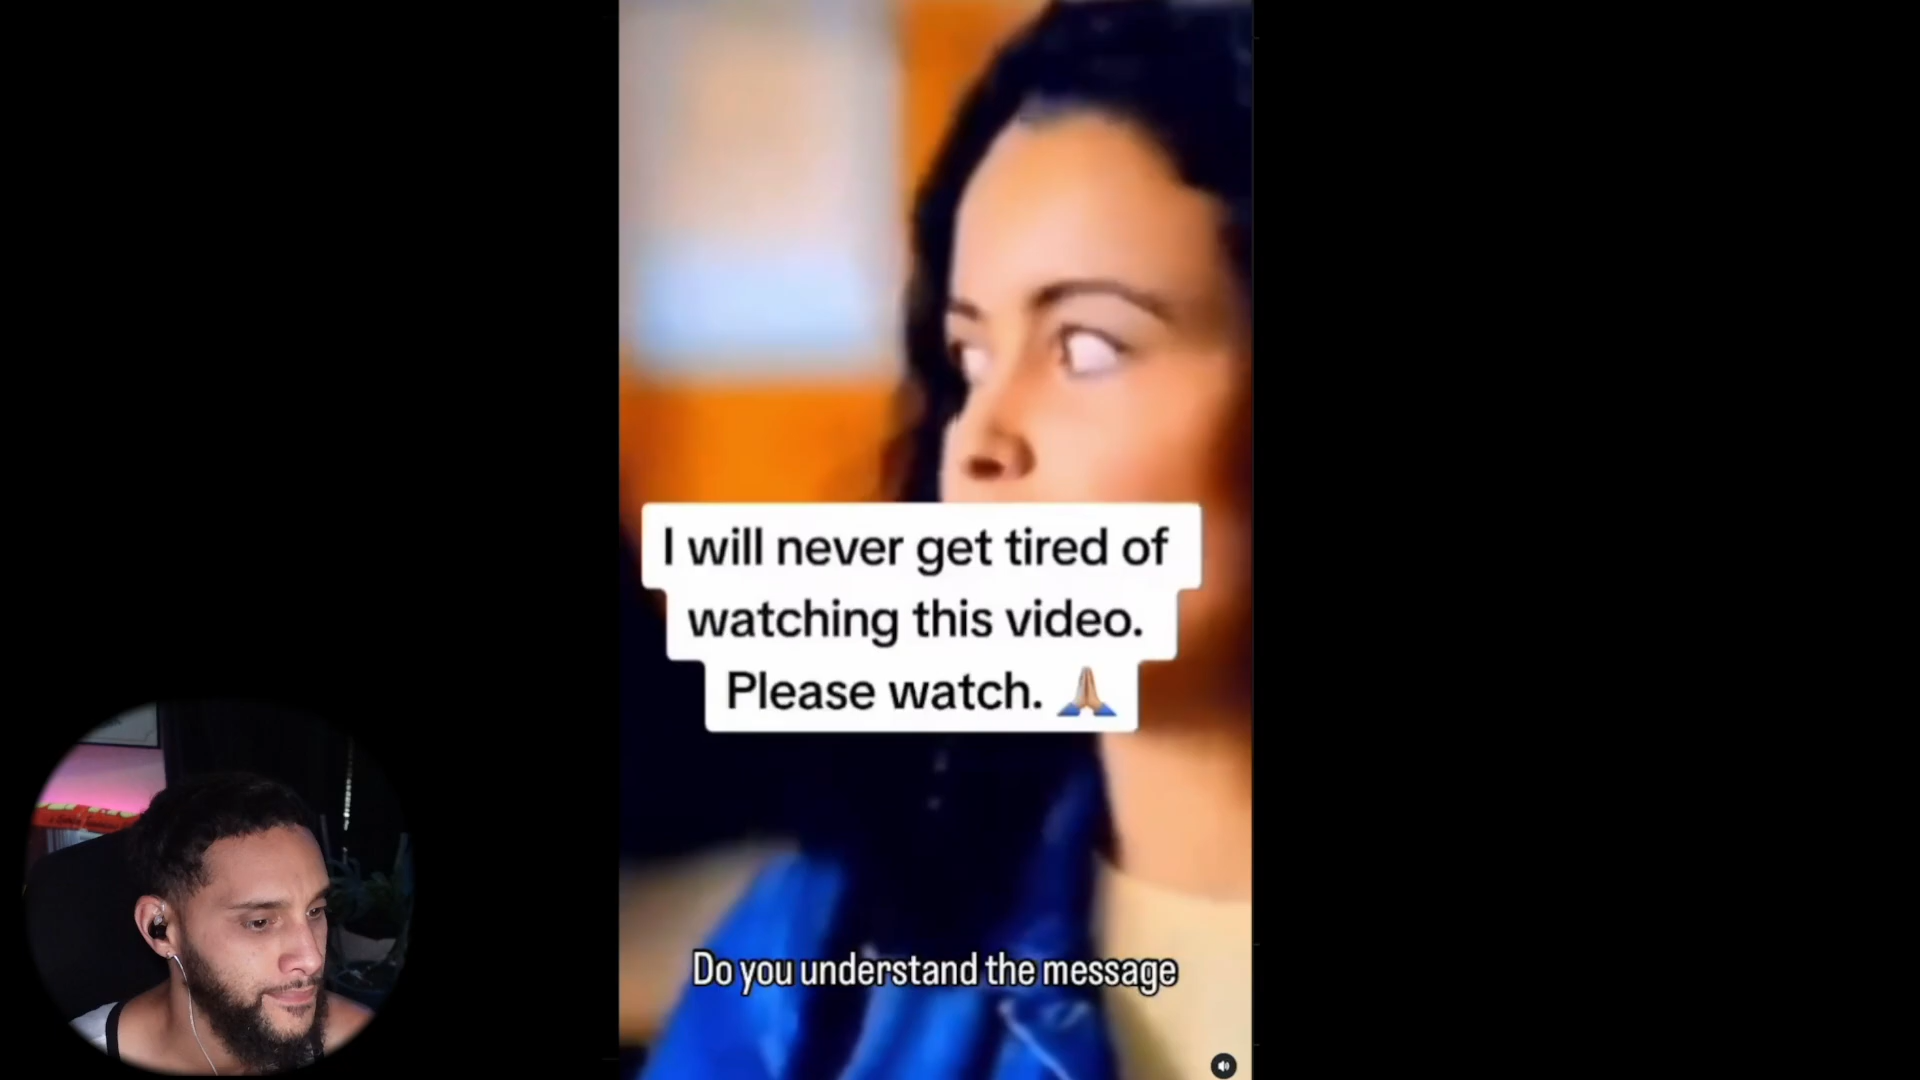 I will never get tired of
watching this video.
Please watch. 🙏🏽
Do you understand the message